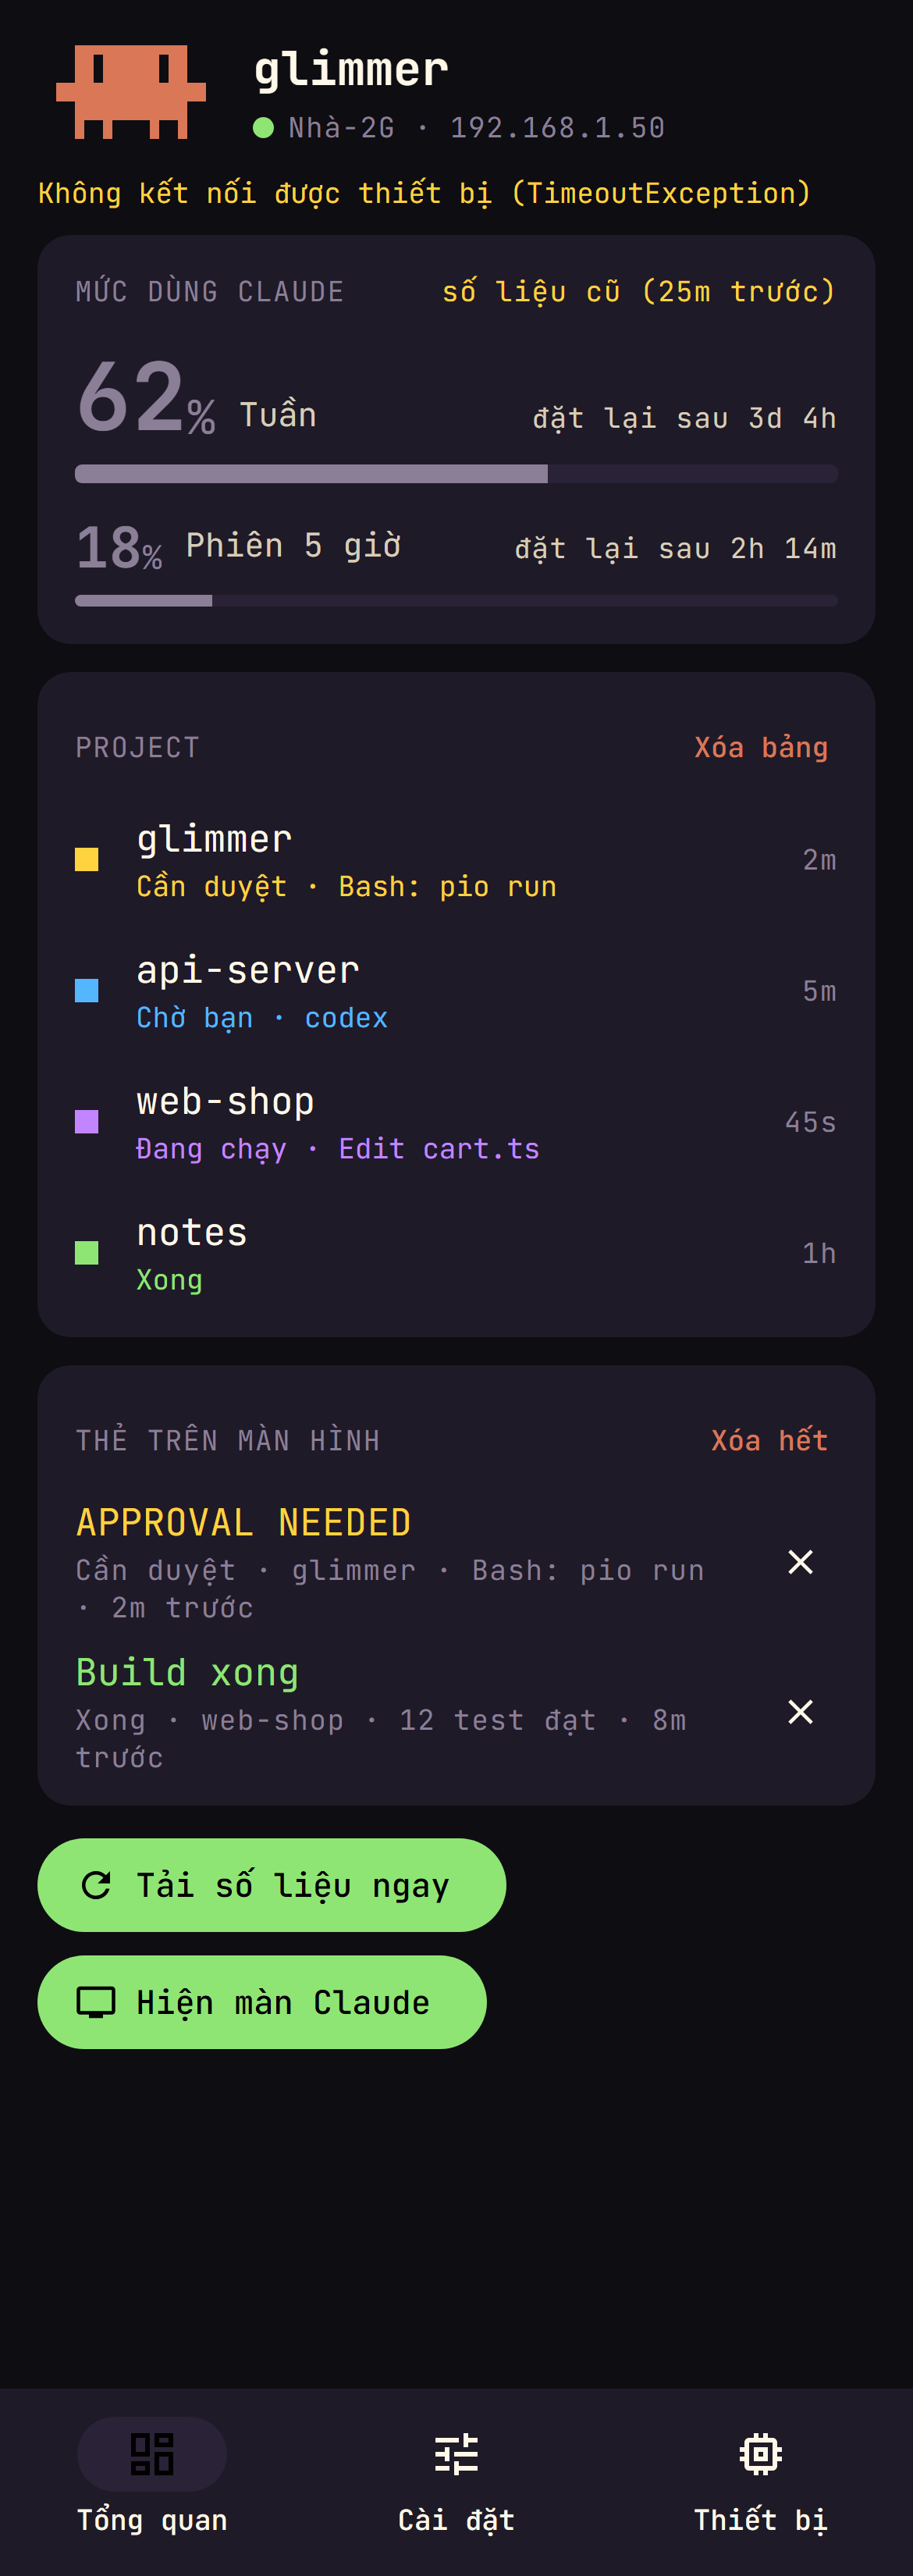 glimmer
Nhà-2G · 192.168.1.50
Không kết nối được thiết bị (TimeoutException)
MỨC DÙNG CLAUDE số liệu cũ (25m trước)
62% Tuần đặt lại sau 3d 4h
18% Phiên 5 giờ đặt lại sau 2h 14m
PROJECT Xóa bảng
glimmer
Cần duyệt · Bash: pio run 2m
api-server
Chờ bạn · codex 5m
web-shop
Đang chạy · Edit cart.ts 45s
notes
Xong 1h
THẺ TRÊN MÀN HÌNH Xóa hết
APPROVAL NEEDED
Cần duyệt · glimmer · Bash: pio run
· 2m trước
Build xong
Xong · web-shop · 12 test đạt · 8m
trước
Tải số liệu ngay
Hiện màn Claude
Tổng quan Cài đặt Thiết bị